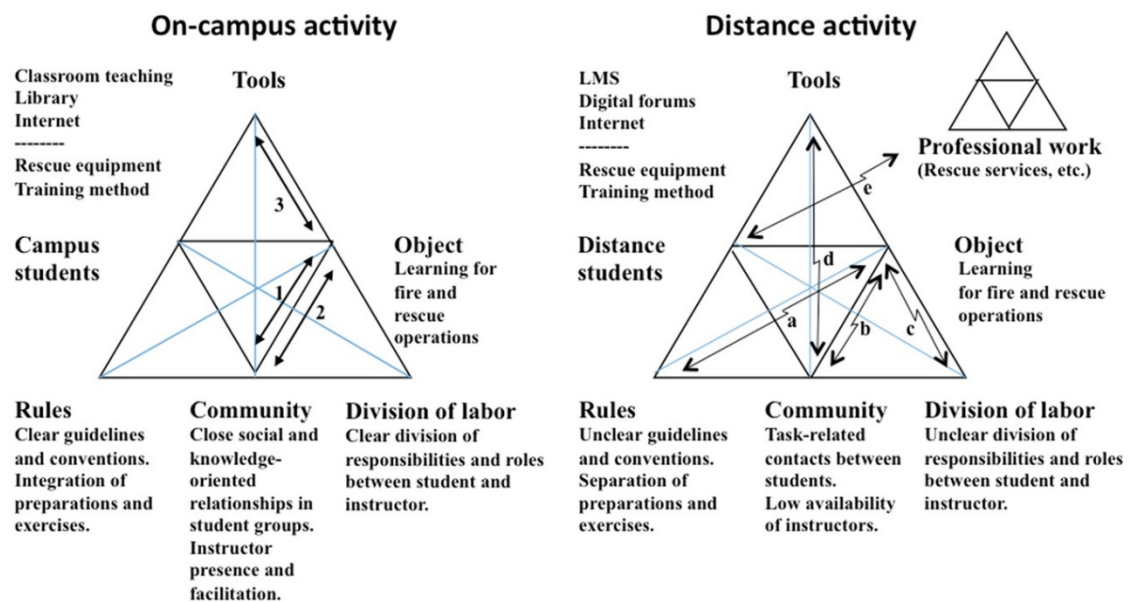 On-campus activity
Classroom teaching
Library
Internet
--------
Rescue equipment
Training method
Tools
3
Campus
students
Object
Learning for
fire and
rescue
operations
1
2
Rules
Clear guidelines
and conventions.
Integration of
preparations and
exercises.
Community
Close social and
knowledge-
oriented
relationships in
student groups.
Instructor
presence and
facilitation.
Division of labor
Clear division of
responsibilities and roles
between student and
instructor.
Distance activity
LMS
Digital forums
Internet
--------
Rescue equipment
Training method
Tools
Professional work
(Rescue services, etc.)
e
Distance
students
Object
Learning
for fire and rescue
operations
d
a
b
c
Rules
Unclear guidelines
and conventions.
Separation of
preparations and
exercises.
Community
Task-related
contacts between
students.
Low availability
of instructors.
Division of labor
Unclear division of
responsibilities and roles
between student and
instructor.